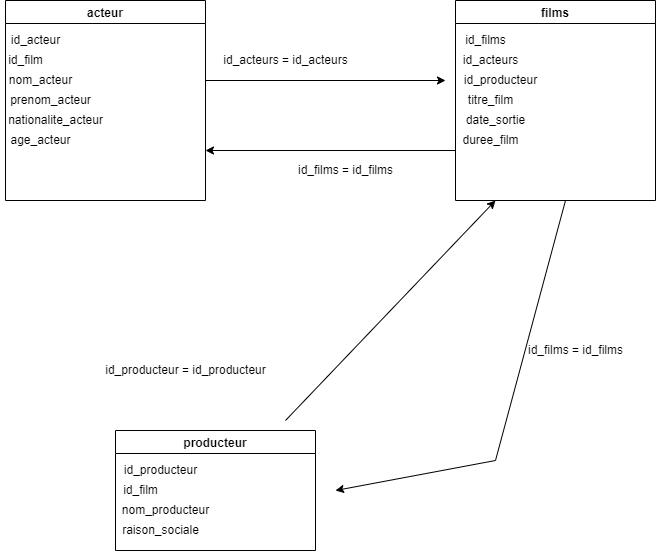 acteur
id_acteur
id_film
nom_acteur
prenom_acteur
nationalite_acteur
age_acteur
id_acteurs = id_acteurs
id_films = id_films
films
id_films
id_acteurs
id_producteur
titre_film
date_sortie
duree_film
id_producteur = id_producteur
id_films = id_films
producteur
id_producteur
id_film
nom_producteur
raison_sociale